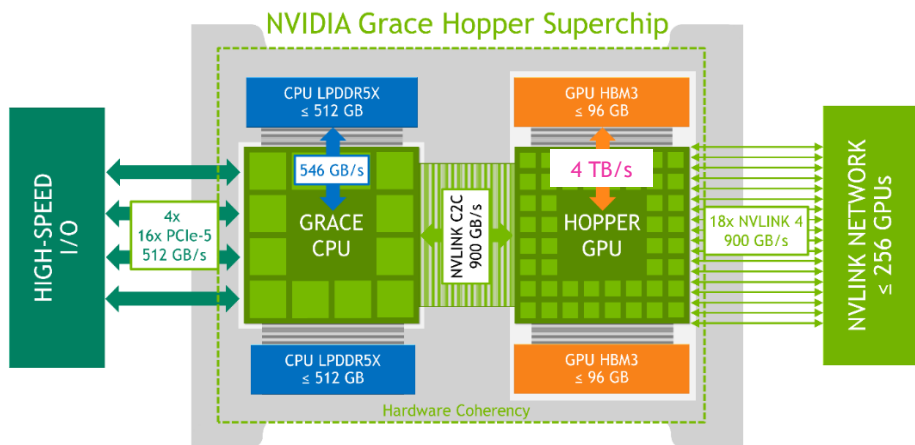 NVIDIA Grace Hopper Superchip
HIGH-SPEED
I/O
4x
16x PCIe-5
512 GB/s
CPU LPDDR5X
≤ 512 GB
546 GB/s
GRACE
CPU
CPU LPDDR5X
≤ 512 GB
NVLINK C2C
900 GB/s
GPU HBM3
≤ 96 GB
4 TB/s
HOPPER
GPU
GPU HBM3
≤ 96 GB
18x NVLINK 4
900 GB/s
NVLINK NETWORK
≤ 256 GPUs
Hardware Coherency